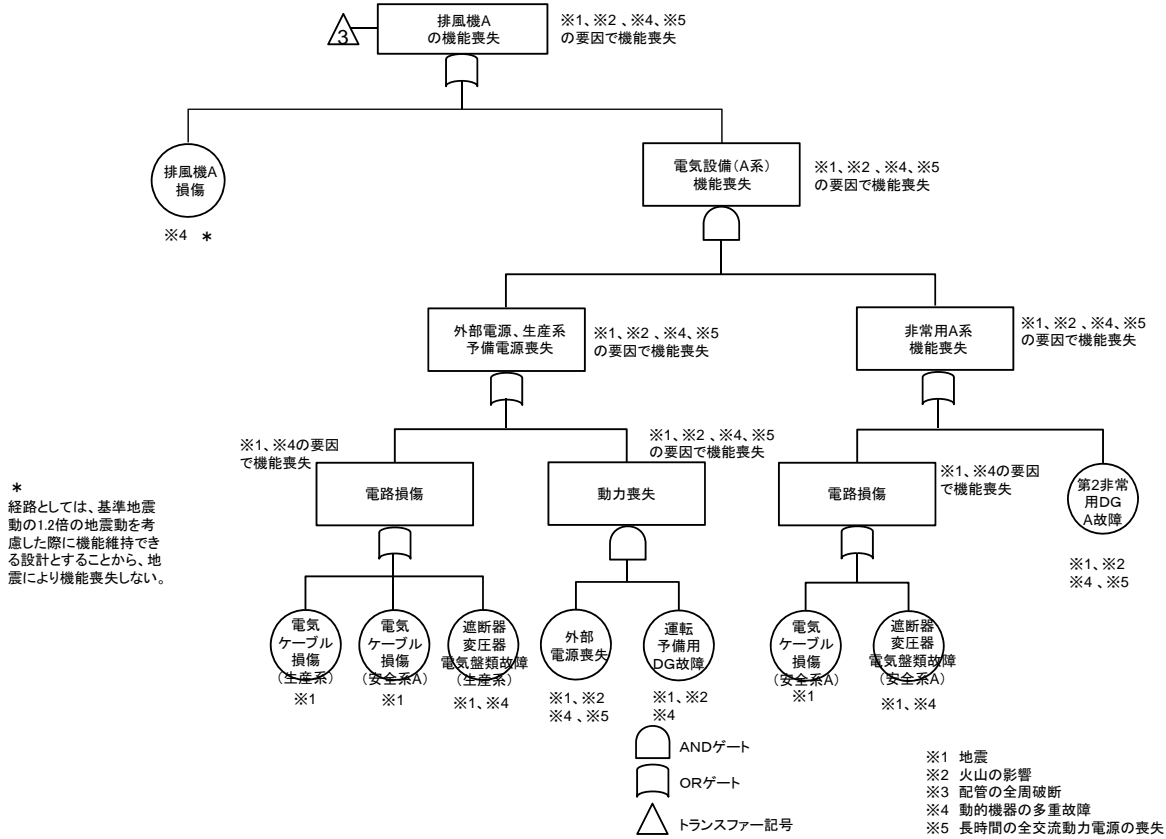 3
排風機A
の機能喪失
※1、※2 、※4、※5
の要因で機能喪失
排風機A
損傷
※4 *
電気設備(A系)
機能喪失
※1、※2 、※4、※5
の要因で機能喪失
外部電源、生産系
予備電源喪失
※1、※2 、※4、※5
の要因で機能喪失
非常用A系
機能喪失
※1、※2 、※4、※5
の要因で機能喪失
※1、※4の要因
で機能喪失
電路損傷
※1、※2 、※4、※5
の要因で機能喪失
動力喪失
電路損傷
※1、※4の要因
で機能喪失
第2非常
用DG
A故障
※1、※2
※4 、※5
*
経路としては、基準地震
動の1.2倍の地震動を考
慮した際に機能維持でき
る設計とすることから、地
震により機能喪失しない。
電気
ケーブル
損傷
(生産系)
※1
電気
ケーブル
損傷
(安全系A)
※1
遮断器
変圧器
電気盤類故障
(生産系)
※1、※4
外部
電源喪失
※1、※2
※4 、※5
運転
予備用
DG故障
※1、※2
※4
電気
ケーブル
損傷
(安全系A)
※1
遮断器
変圧器
電気盤類故障
(安全系A)
※1、※4
ANDゲート
ORゲート
トランスファー記号
※1 地震
※2 火山の影響
※3 配管の全周破断
※4 動的機器の多重故障
※5 長時間の全交流動力電源の喪失